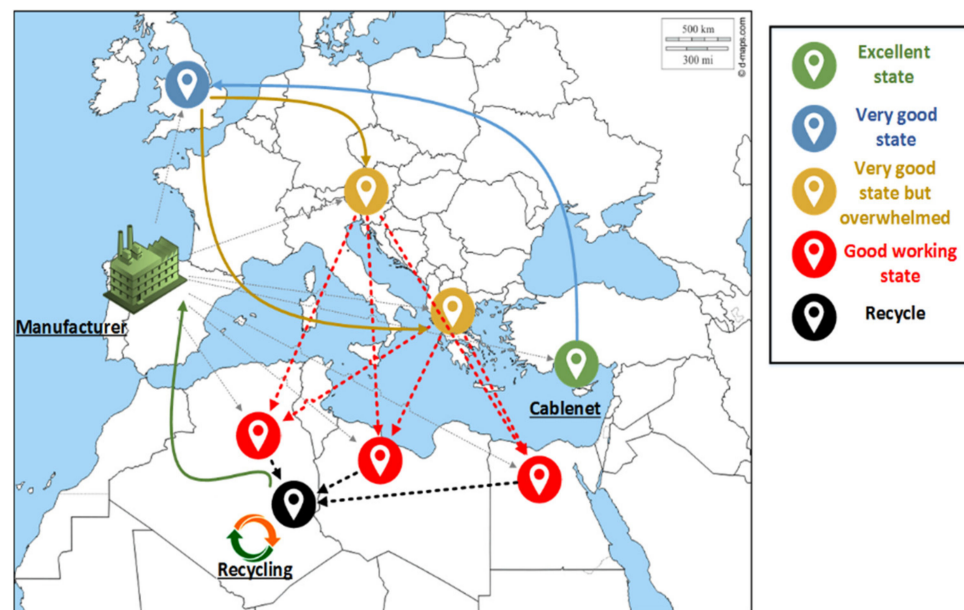 500 km
300 mi
© d-maps.com
Manufacturer
Cablenet
Recycling
Excellent
state
Very good
state
Very good
state but
overwhelmed
Good working
state
Recycle